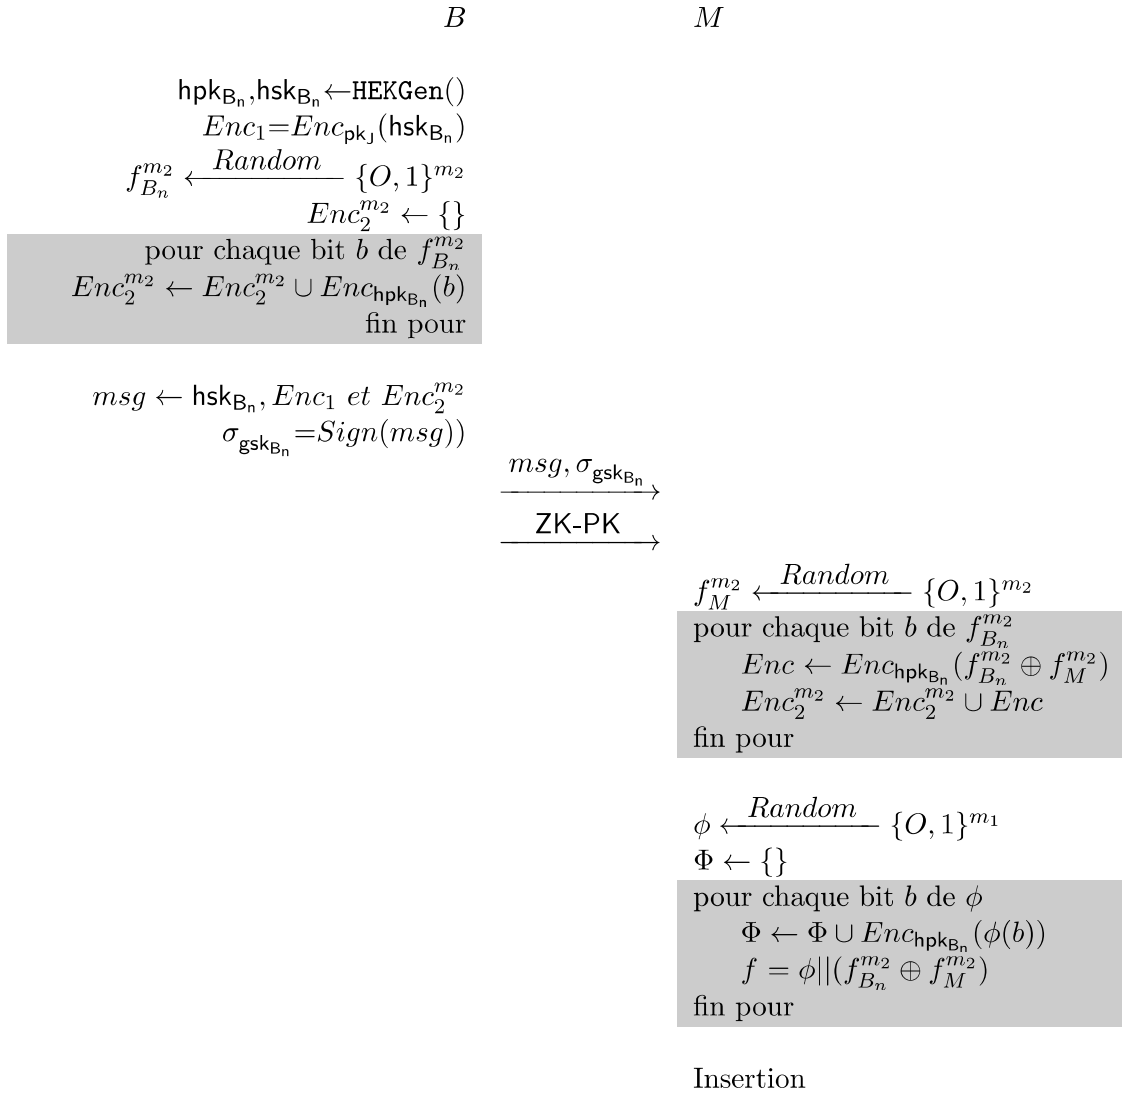 B M
hpk_{B_n},hsk_{B_n}←HEKGen()
Enc_1=Enc_{pk_J}(hsk_{B_n})
f_{B_n}^{m_2} ←Random— {O,1}^{m_2}
Enc_2^{m_2} ← {}
pour chaque bit b de f_{B_n}^{m_2}
Enc_2^{m_2} ← Enc_2^{m_2} ∪ Enc_{hpk_{B_n}}(b)
fin pour
msg ← hsk_{B_n}, Enc_1 et Enc_2^{m_2}
σ_{gsk_{B_n}}=Sign(msg))
msg, σ_{gsk_{B_n}}
ZK-PK
f_M^{m_2} ←Random— {O,1}^{m_2}
pour chaque bit b de f_{B_n}^{m_2}
Enc ← Enc_{hpk_{B_n}}(f_{B_n}^{m_2} ⊕ f_M^{m_2})
Enc_2^{m_2} ← Enc_2^{m_2} ∪ Enc
fin pour
ϕ ←Random— {O,1}^{m_1}
Φ ← {}
pour chaque bit b de ϕ
Φ ← Φ ∪ Enc_{hpk_{B_n}}(ϕ(b))
f = ϕ||(f_{B_n}^{m_2} ⊕ f_M^{m_2})
fin pour
Insertion